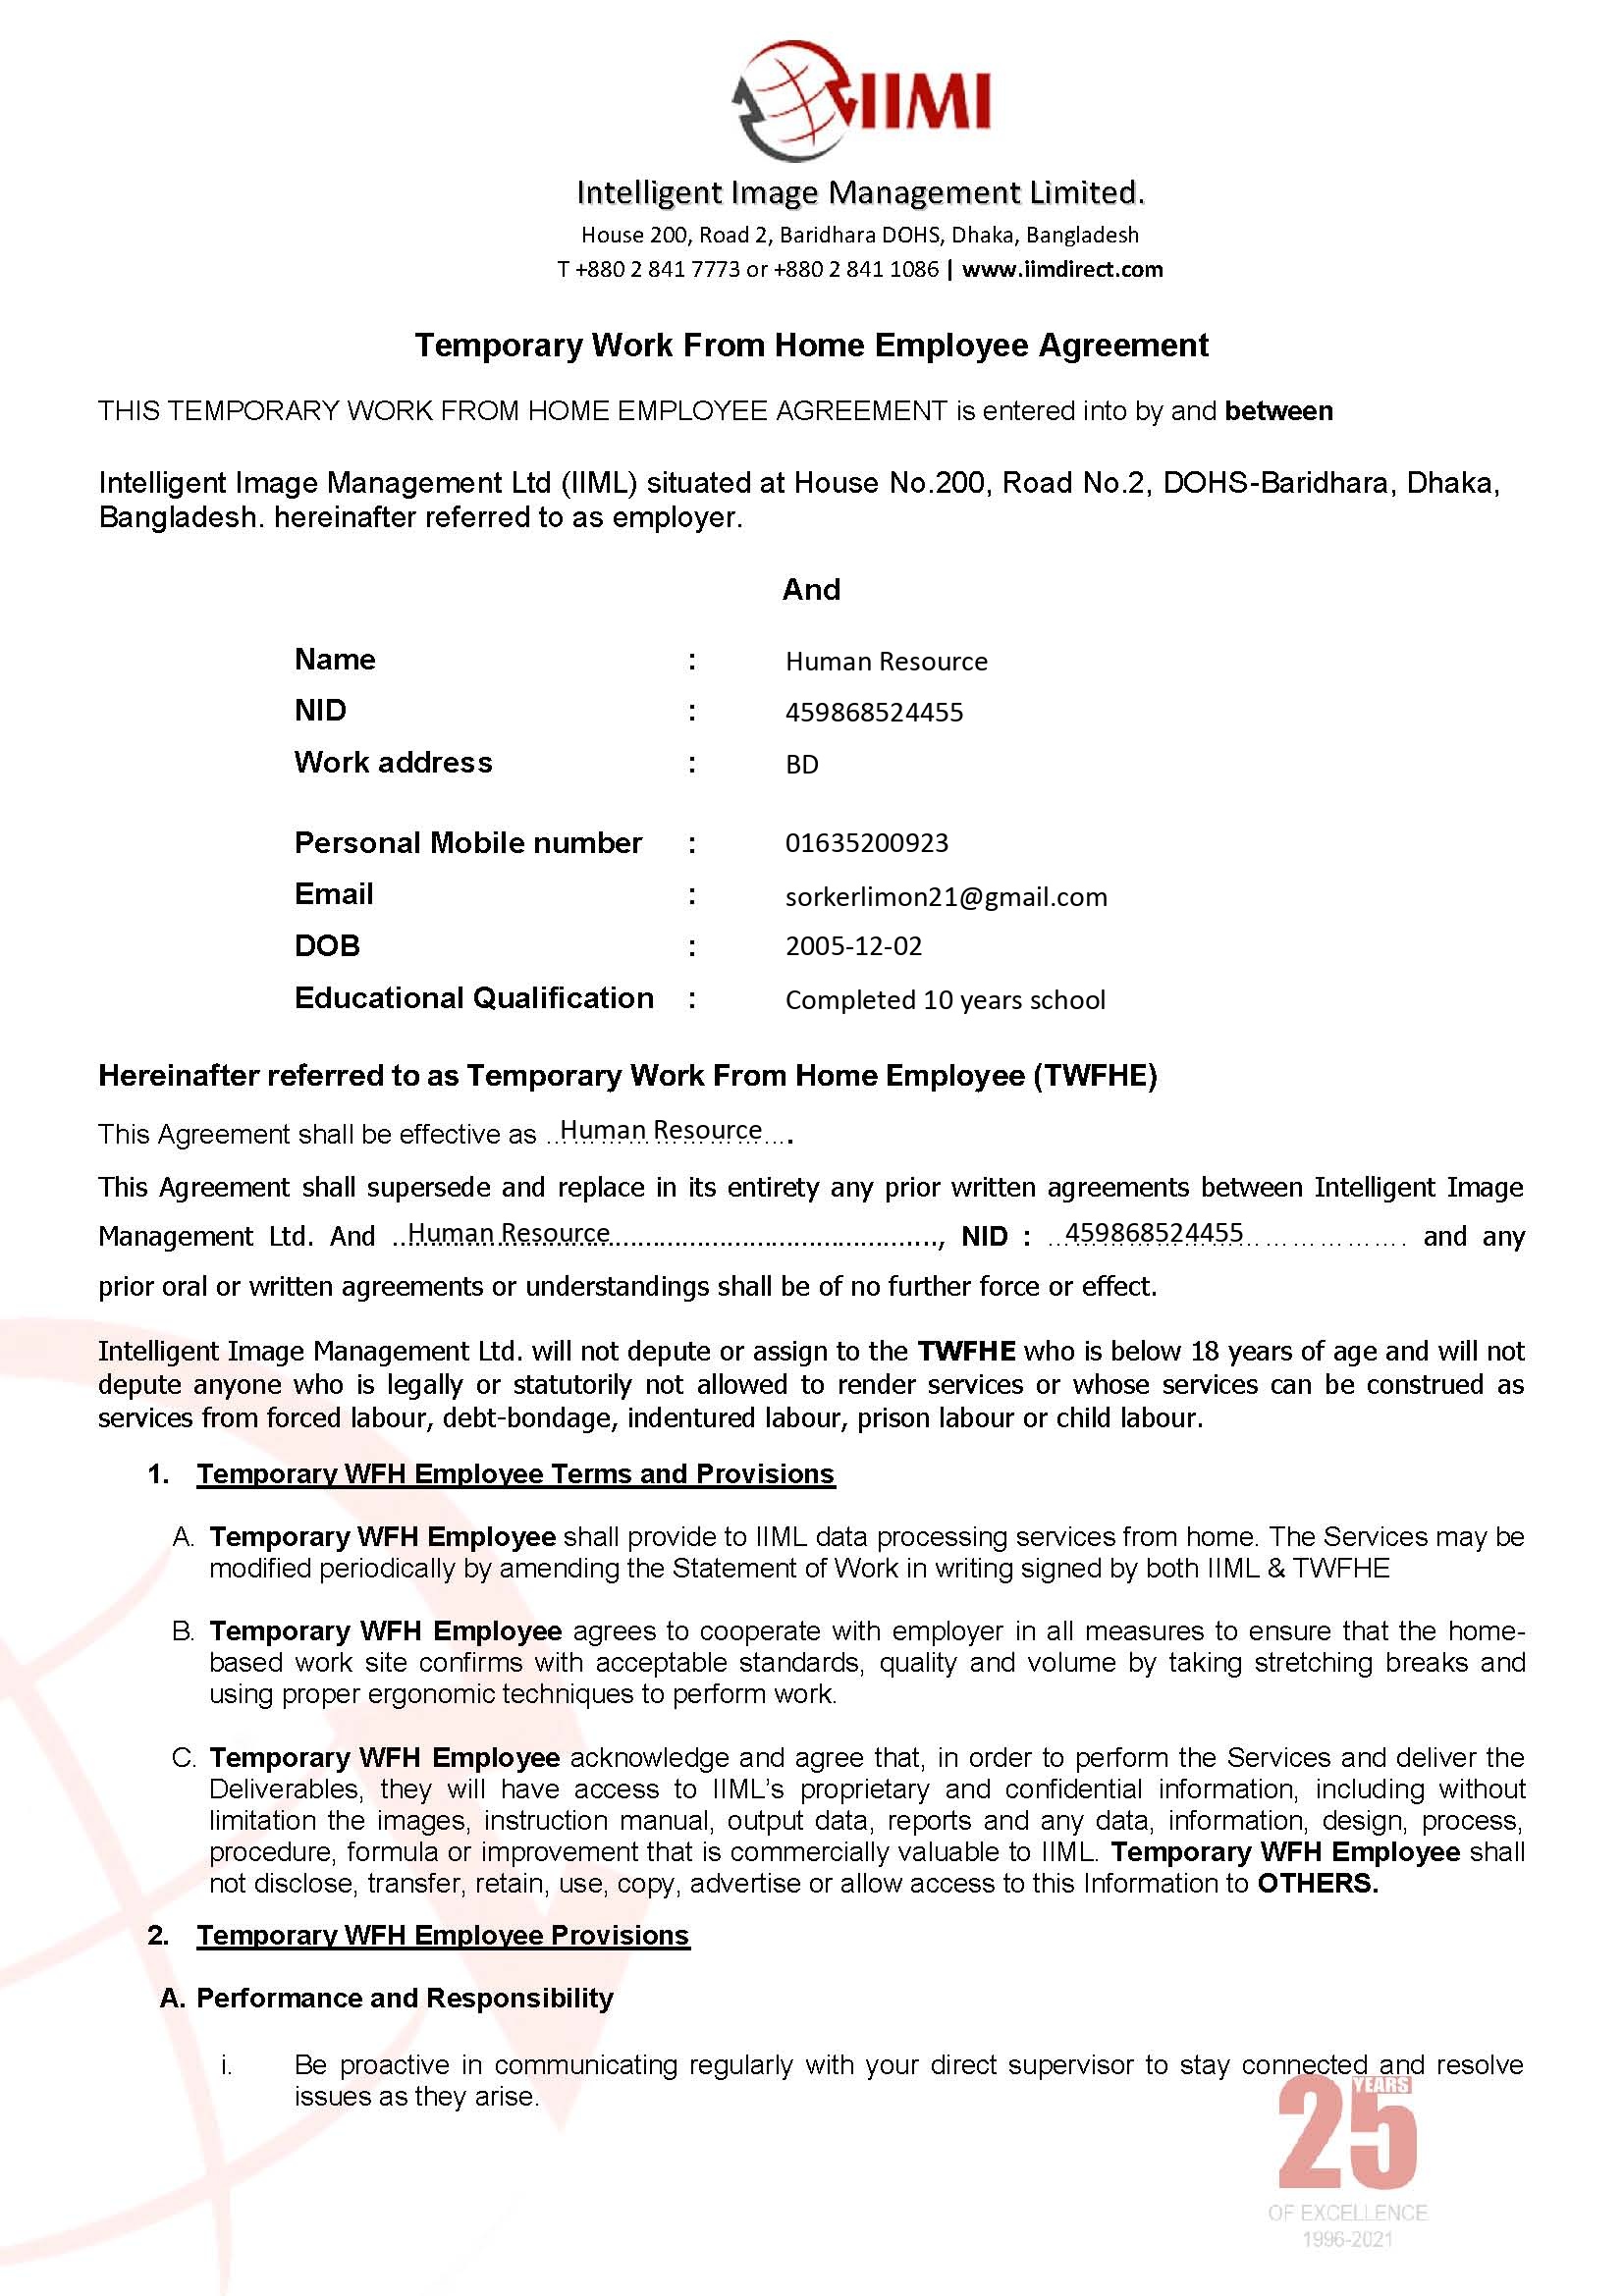 IIMI
Intelligent Image Management Limited.
House 200, Road 2, Baridhara DOHS, Dhaka, Bangladesh
T +880 2 841 7773 or +880 2 841 1086 | www.iimdirect.com
Temporary Work From Home Employee Agreement
THIS TEMPORARY WORK FROM HOME EMPLOYEE AGREEMENT is entered into by and between
Intelligent Image Management Ltd (IIML) situated at House No.200, Road No.2, DOHS-Baridhara, Dhaka,
Bangladesh. hereinafter referred to as employer.
And
Name : Human Resource
NID : 459868524455
Work address : BD
Personal Mobile number : 01635200923
Email : sorkerlimon21@gmail.com
DOB : 2005-12-02
Educational Qualification : Completed 10 years school
Hereinafter referred to as Temporary Work From Home Employee (TWFHE)
This Agreement shall be effective as ..Human Resource....
This Agreement shall supersede and replace in its entirety any prior written agreements between Intelligent Image
Management Ltd. And ..Human Resource.........................................., NID : ...459868524455.................. and any
prior oral or written agreements or understandings shall be of no further force or effect.
Intelligent Image Management Ltd. will not depute or assign to the TWFHE who is below 18 years of age and will not
depute anyone who is legally or statutorily not allowed to render services or whose services can be construed as
services from forced labour, debt-bondage, indentured labour, prison labour or child labour.
1. Temporary WFH Employee Terms and Provisions
A. Temporary WFH Employee shall provide to IIML data processing services from home. The Services may be
modified periodically by amending the Statement of Work in writing signed by both IIML & TWFHE
B. Temporary WFH Employee agrees to cooperate with employer in all measures to ensure that the home-
based work site confirms with acceptable standards, quality and volume by taking stretching breaks and
using proper ergonomic techniques to perform work.
C. Temporary WFH Employee acknowledge and agree that, in order to perform the Services and deliver the
Deliverables, they will have access to IIML's proprietary and confidential information, including without
limitation the images, instruction manual, output data, reports and any data, information, design, process,
procedure, formula or improvement that is commercially valuable to IIML. Temporary WFH Employee shall
not disclose, transfer, retain, use, copy, advertise or allow access to this Information to OTHERS.
2. Temporary WFH Employee Provisions
A. Performance and Responsibility
i. Be proactive in communicating regularly with your direct supervisor to stay connected and resolve
issues as they arise.
25 YEARS
OF EXCELLENCE
1996-2021